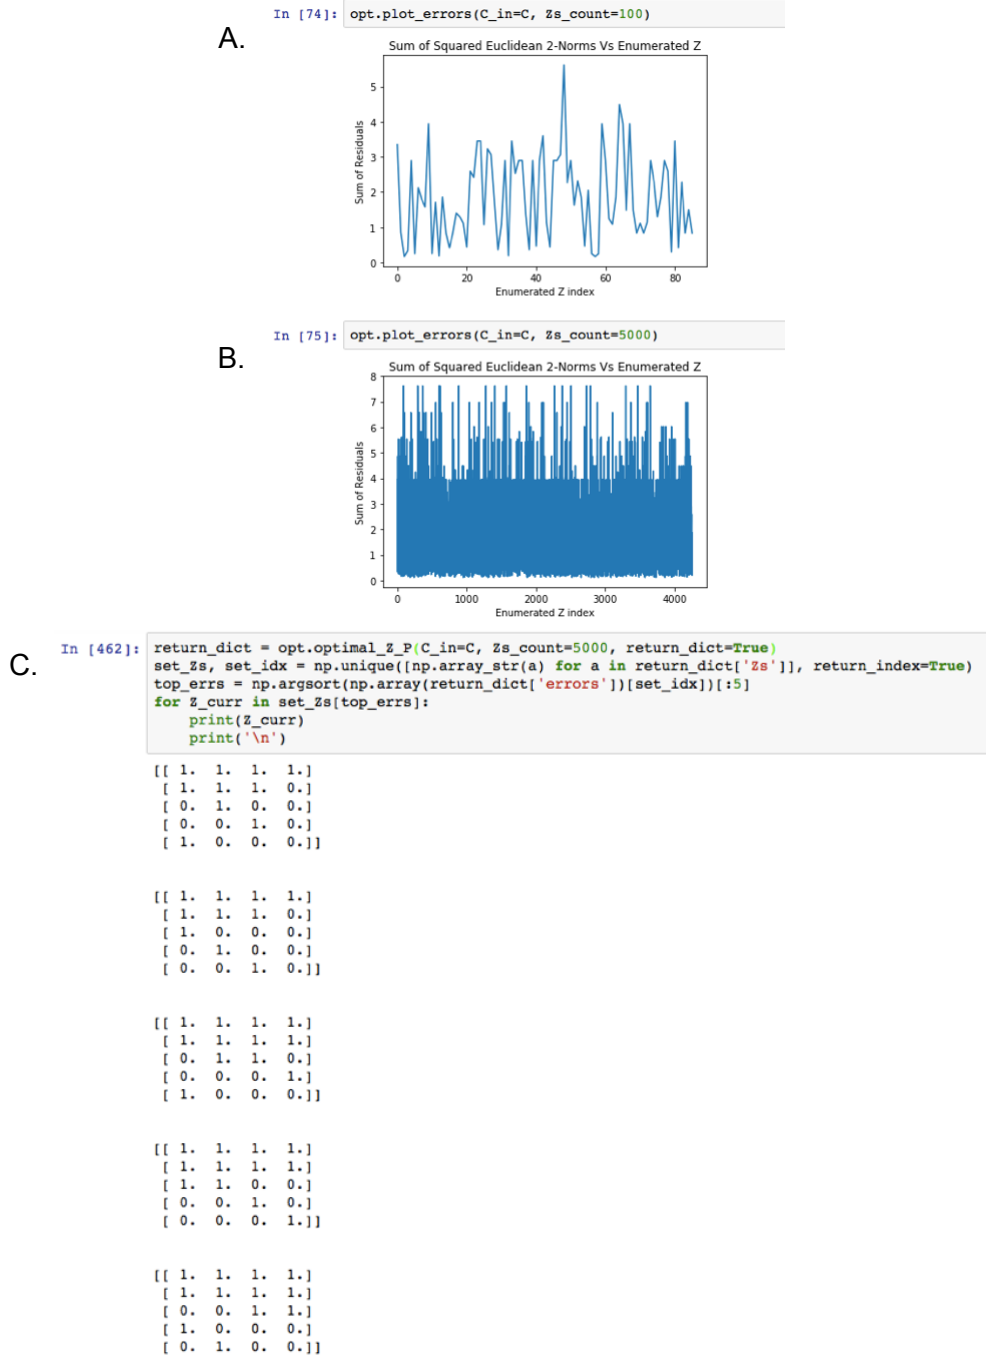 In [74]: opt.plot_errors(C_in=C, Zs_count=100)
A.
Sum of Squared Euclidean 2-Norms Vs Enumerated Z
Sum of Residuals
5
4
3
2
1
0
0 20 40 60 80
Enumerated Z index
In [75]: opt.plot_errors(C_in=C, Zs_count=5000)
B.
Sum of Squared Euclidean 2-Norms Vs Enumerated Z
Sum of Residuals
8
7
6
5
4
3
2
1
0
0 1000 2000 3000 4000
Enumerated Z index
C.
In [462]: return_dict = opt.optimal_Z_P(C_in=C, Zs_count=5000, return_dict=True)
set_Zs, set_idx = np.unique([np.array_str(a) for a in return_dict['Zs']], return_index=True)
top_errs = np.argsort(np.array(return_dict['errors'])[set_idx])[:5]
for Z_curr in set_Zs[top_errs]:
    print(Z_curr)
    print('\n')
[[ 1. 1. 1. 1.]
[ 1. 1. 1. 0.]
[ 0. 1. 0. 0.]
[ 0. 0. 1. 0.]
[ 1. 0. 0. 0.]]
[[ 1. 1. 1. 1.]
[ 1. 1. 1. 0.]
[ 1. 0. 0. 0.]
[ 0. 1. 0. 0.]
[ 0. 0. 1. 0.]]
[[ 1. 1. 1. 1.]
[ 1. 1. 1. 1.]
[ 0. 1. 1. 0.]
[ 0. 0. 0. 1.]
[ 1. 0. 0. 0.]]
[[ 1. 1. 1. 1.]
[ 1. 1. 1. 1.]
[ 1. 1. 0. 0.]
[ 0. 0. 1. 0.]
[ 0. 0. 0. 1.]]
[[ 1. 1. 1. 1.]
[ 1. 1. 1. 1.]
[ 0. 0. 1. 1.]
[ 1. 0. 0. 0.]
[ 0. 1. 0. 0.]]